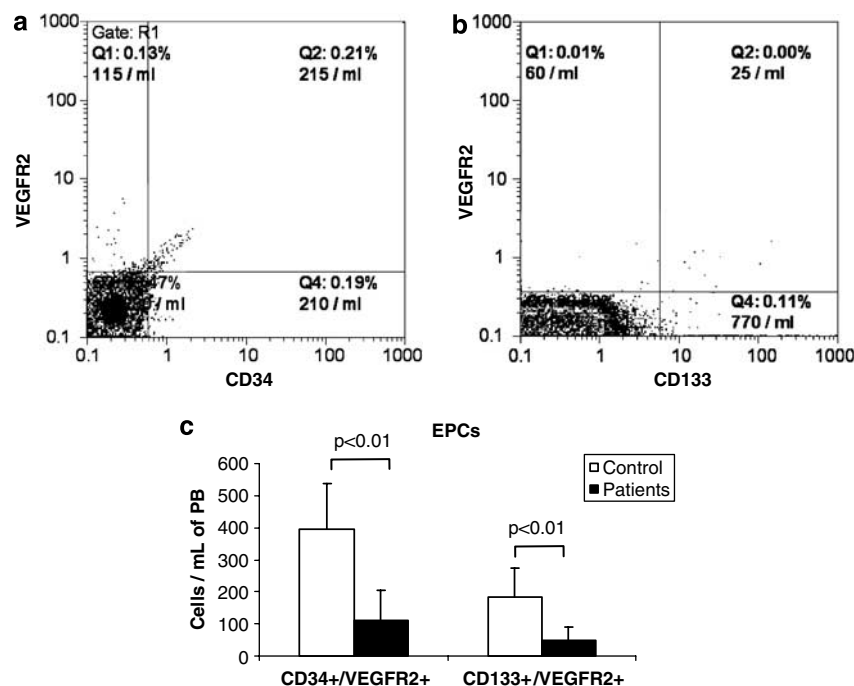 a
1000
Gate: R1
Q1: 0.13%
115 / ml
Q2: 0.21%
215 / ml
100
10
1
0.1
VEGFR2
47%
/ ml
Q4: 0.19%
210 / ml
0.1 1 10 100 1000
CD34
b
1000
Q1: 0.01%
60 / ml
Q2: 0.00%
25 / ml
100
10
1
0.1
VEGFR2
Q4: 0.11%
770 / ml
0.1 1 10 100 1000
CD133
c
EPCs
p<0.01
p<0.01
Control
Patients
600
500
400
300
200
100
0
Cells / mL of PB
CD34+/VEGFR2+ CD133+/VEGFR2+